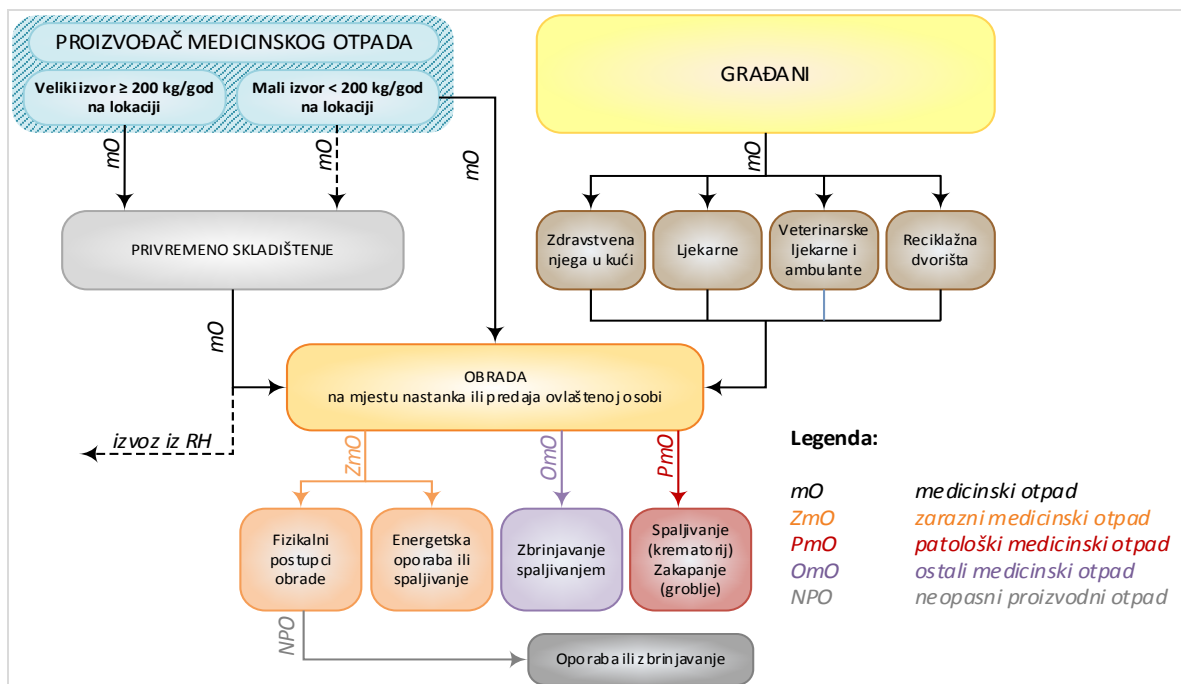 PROIZVOĐAČ MEDICINSKOG OTPADA
Veliki izvor ≥ 200 kg/god
na lokaciji
Mali izvor < 200 kg/god
na lokaciji
GRAĐANI
mO
mO
mO
mO
PRIVREMENO SKLADIŠTENJE
Zdravstvena
njega u kući
Ljekarne
Veterinarske
ljekarne i
ambulante
Reciklažna
dvorišta
mO
OBRADA
na mjestu nastanka ili predaja ovlaštenoj osobi
izvoz iz RH
ZmO
OmO
PmO
Fizikalni
postupci
obrade
Energetska
oporaba ili
spaljivanje
Zbrinjavanje
spaljivanjem
Spaljivanje
(krematorij)
Zakapanje
(groblje)
NPO
Oporaba ili zbrinjavanje
Legenda:
mO medicinski otpad
ZmO zarazni medicinski otpad
PmO patološki medicinski otpad
OmO ostali medicinski otpad
NPO neopasni proizvodni otpad